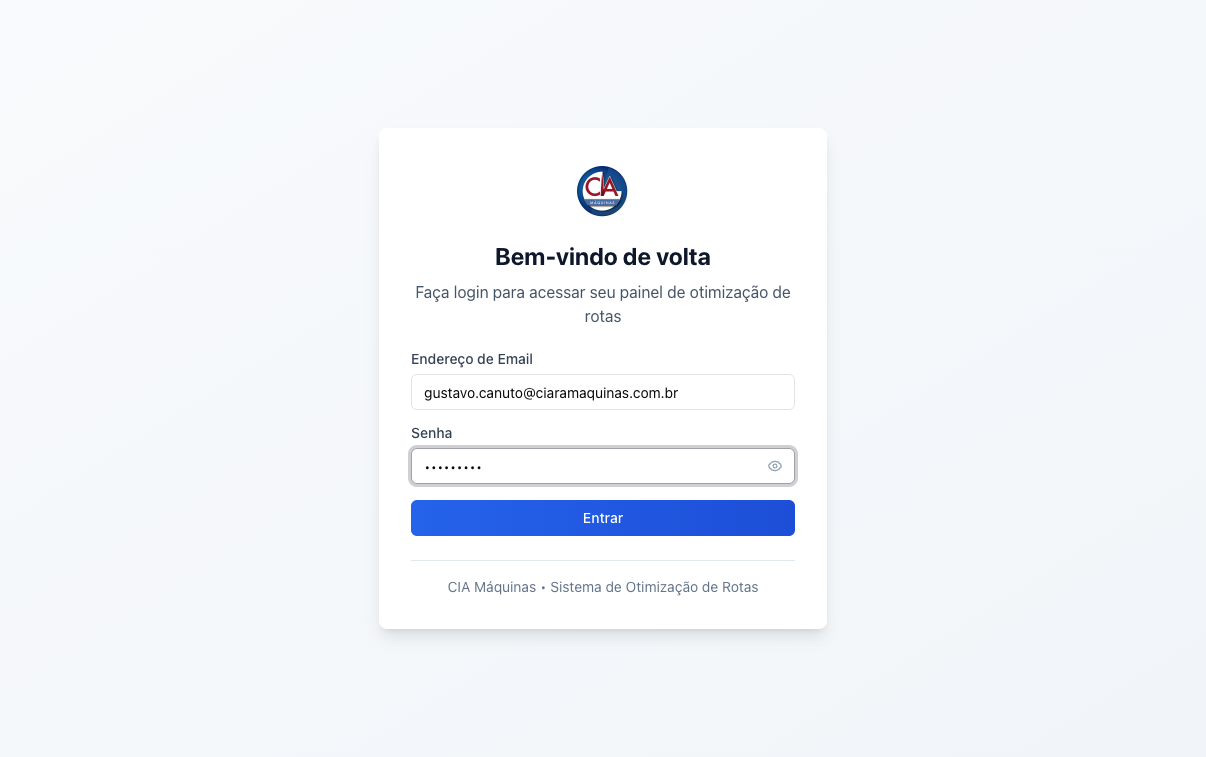 CIA
MÁQUINAS
Bem-vindo de volta
Faça login para acessar seu painel de otimização de
rotas
Endereço de Email
gustavo.canuto@ciaramaquinas.com.br
Senha
•••••••••
Entrar
CIA Máquinas • Sistema de Otimização de Rotas